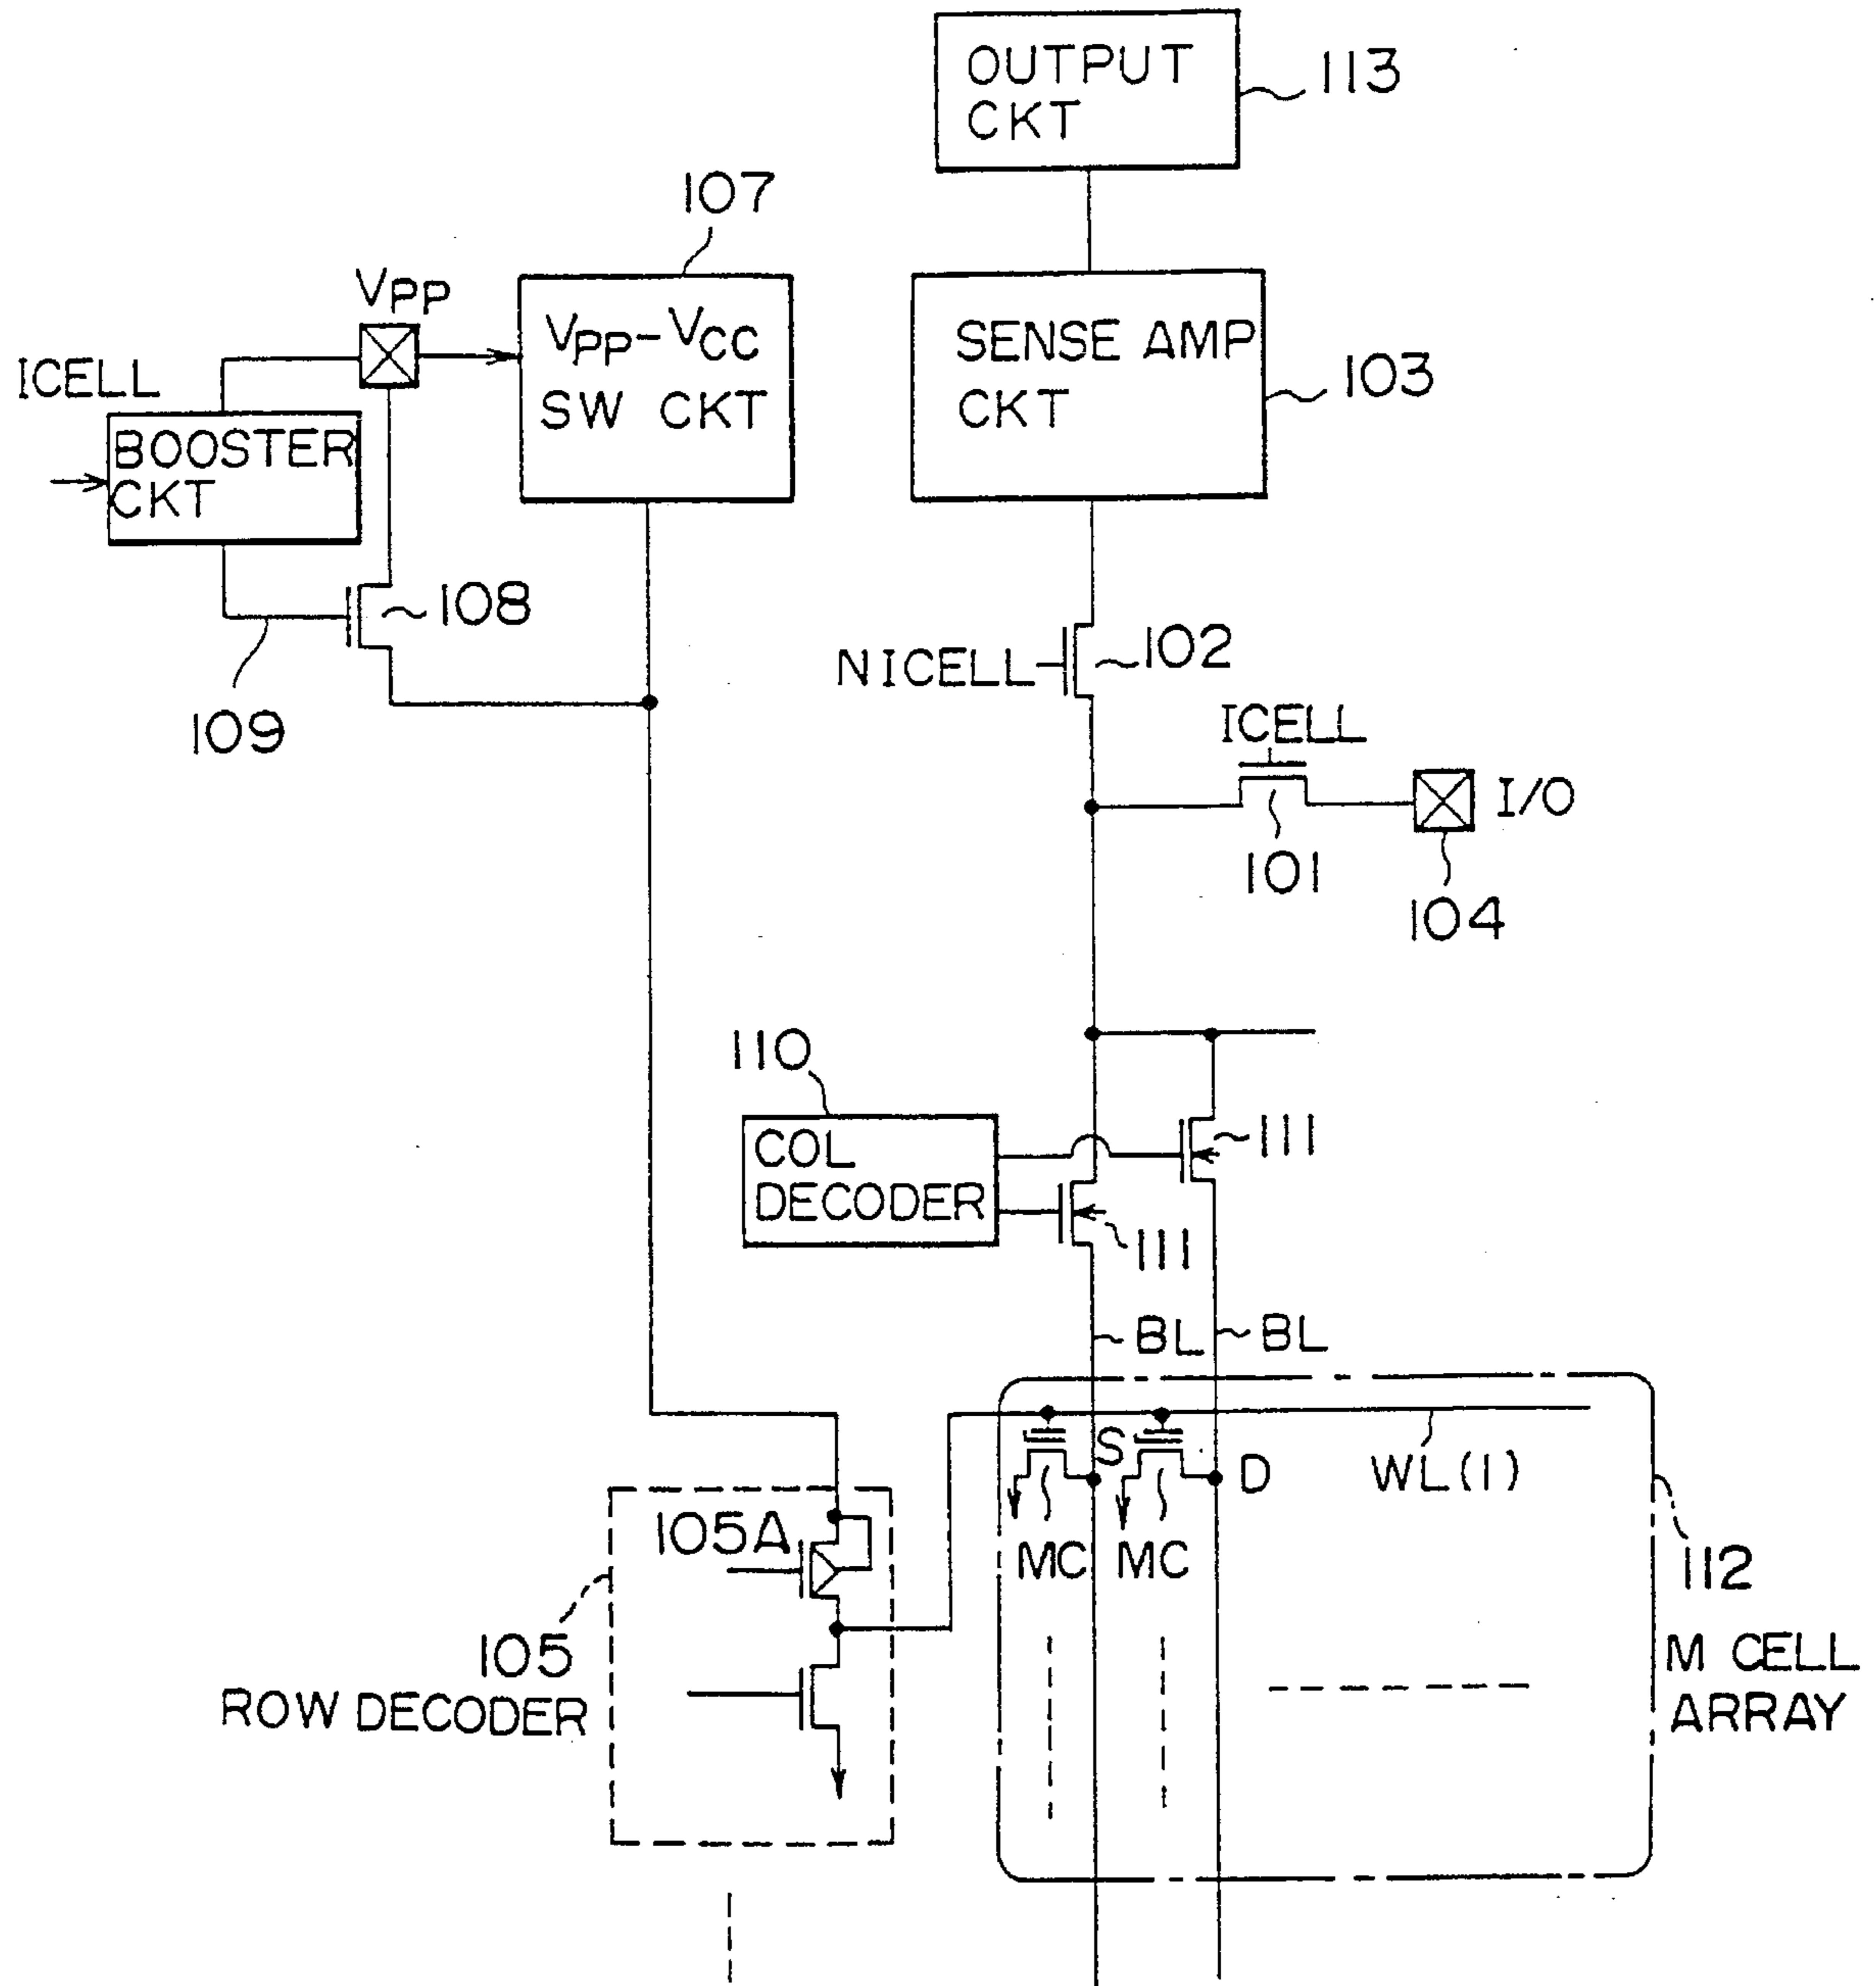 OUTPUT
CKT
113
107
VPP
VPP-VCC
SW CKT
SENSE AMP
CKT
103
ICELL
BOOSTER
CKT
108
109
NICELL
102
ICELL
I/O
101
104
110
COL
DECODER
111
111
BL
BL
S
D
WL(1)
MC
MC
105A
112
M CELL
ARRAY
105
ROW DECODER